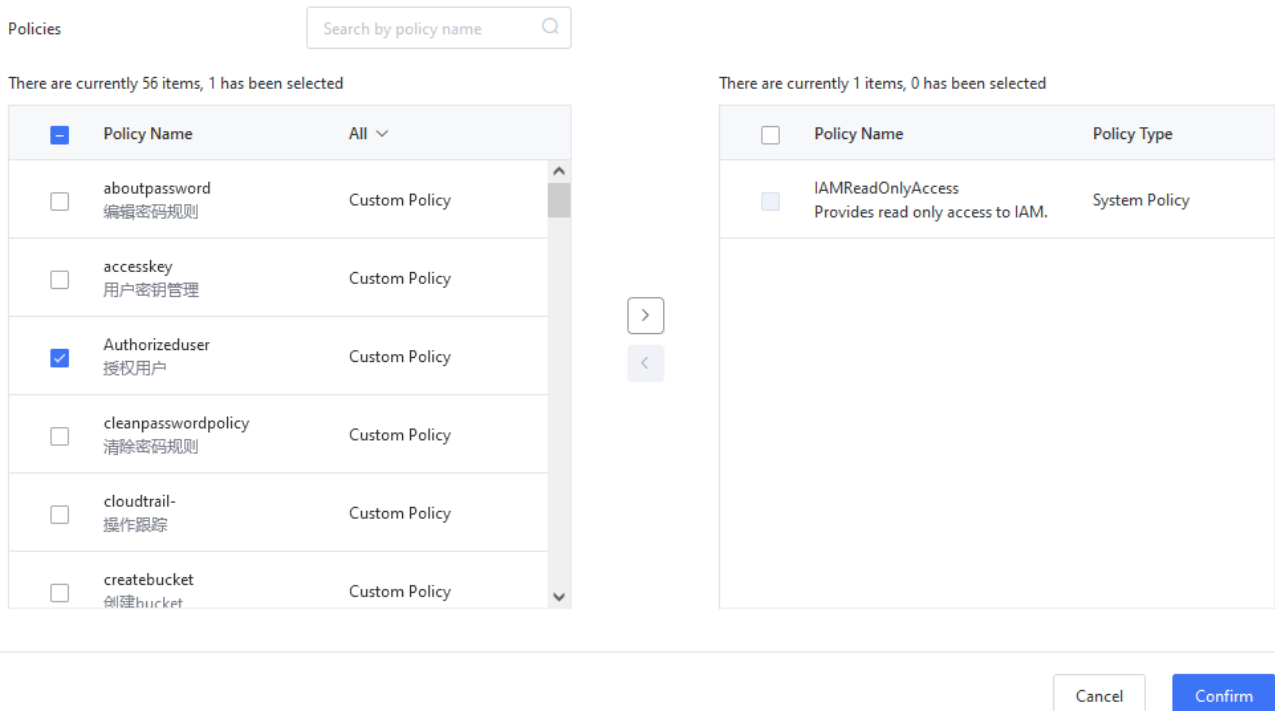 Policies
Search by policy name
There are currently 56 items, 1 has been selected
Policy Name All
aboutpassword
编辑密码规则
Custom Policy
accesskey
用户密钥管理
Custom Policy
Authorizeduser
授权用户
Custom Policy
cleanpasswordpolicy
清除密码规则
Custom Policy
cloudtrail-
操作跟踪
Custom Policy
createbucket
创建bucket
Custom Policy
There are currently 1 items, 0 has been selected
Policy Name Policy Type
IAMReadOnlyAccess
Provides read only access to IAM.
System Policy
Cancel
Confirm